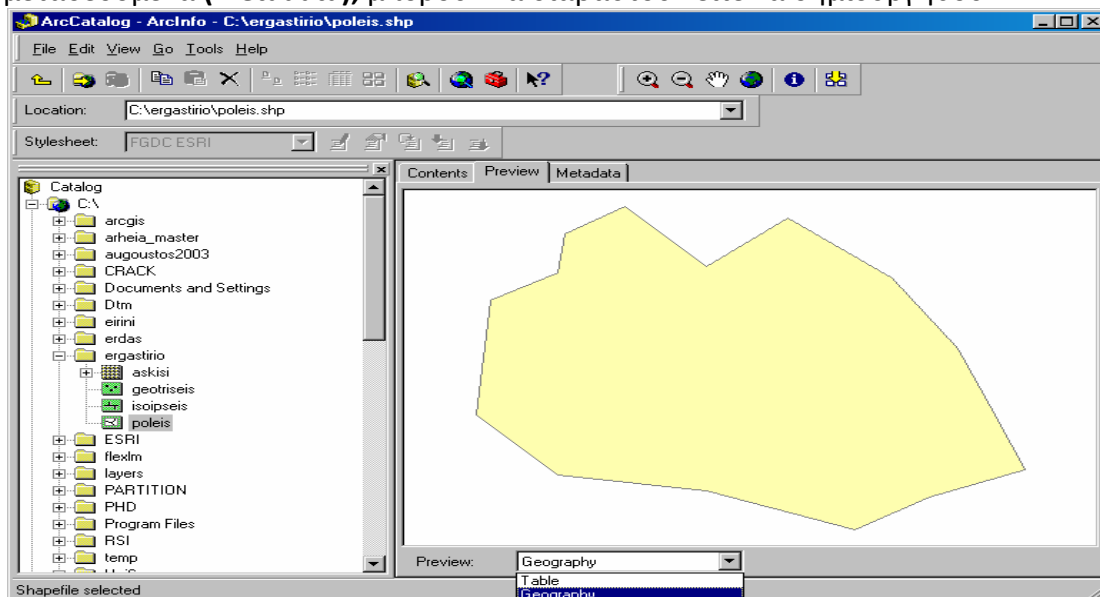 ArcCatalog - ArcInfo - C:\ergastirio\poleis.shp
File Edit View Go Tools Help
Location: C:\ergastirio\poleis.shp
Stylesheet: FGDC ESRI
Contents Preview Metadata
Catalog
C:\
arcgis
arheia_master
augoustos2003
CRACK
Documents and Settings
Dtm
eirini
erdas
ergastirio
askisi
geotriseis
isoipseis
poleis
ESRI
flexlm
layers
PARTITION
PHD
Program Files
RSI
temp
Preview: Geography
Table
Geography
Shapefile selected